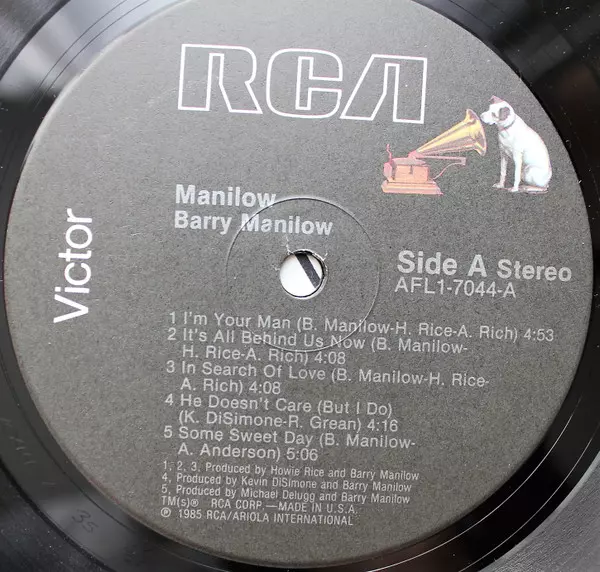 RCA
Victor
Manilow
Barry Manilow
Side A Stereo
AFL1-7044-A
1 I'm Your Man (B. Manilow-H. Rice-A. Rich) 4:53
2 It's All Behind Us Now (B. Manilow-
H. Rice-A. Rich) 4:08
3 In Search Of Love (B. Manilow-H. Rice-
A. Rich) 4:08
4 He Doesn't Care (But I Do)
(K. DiSimone-R. Grean) 4:16
5 Some Sweet Day (B. Manilow-
A. Anderson) 5:06
1, 2, 3, Produced by Howie Rice and Barry Manilow
4, Produced by Kevin DiSimone and Barry Manilow
5, Produced by Michael Delugg and Barry Manilow
TM(s)® RCA CORP.—MADE IN U.S.A.
℗ 1985 RCA/ARIOLA INTERNATIONAL